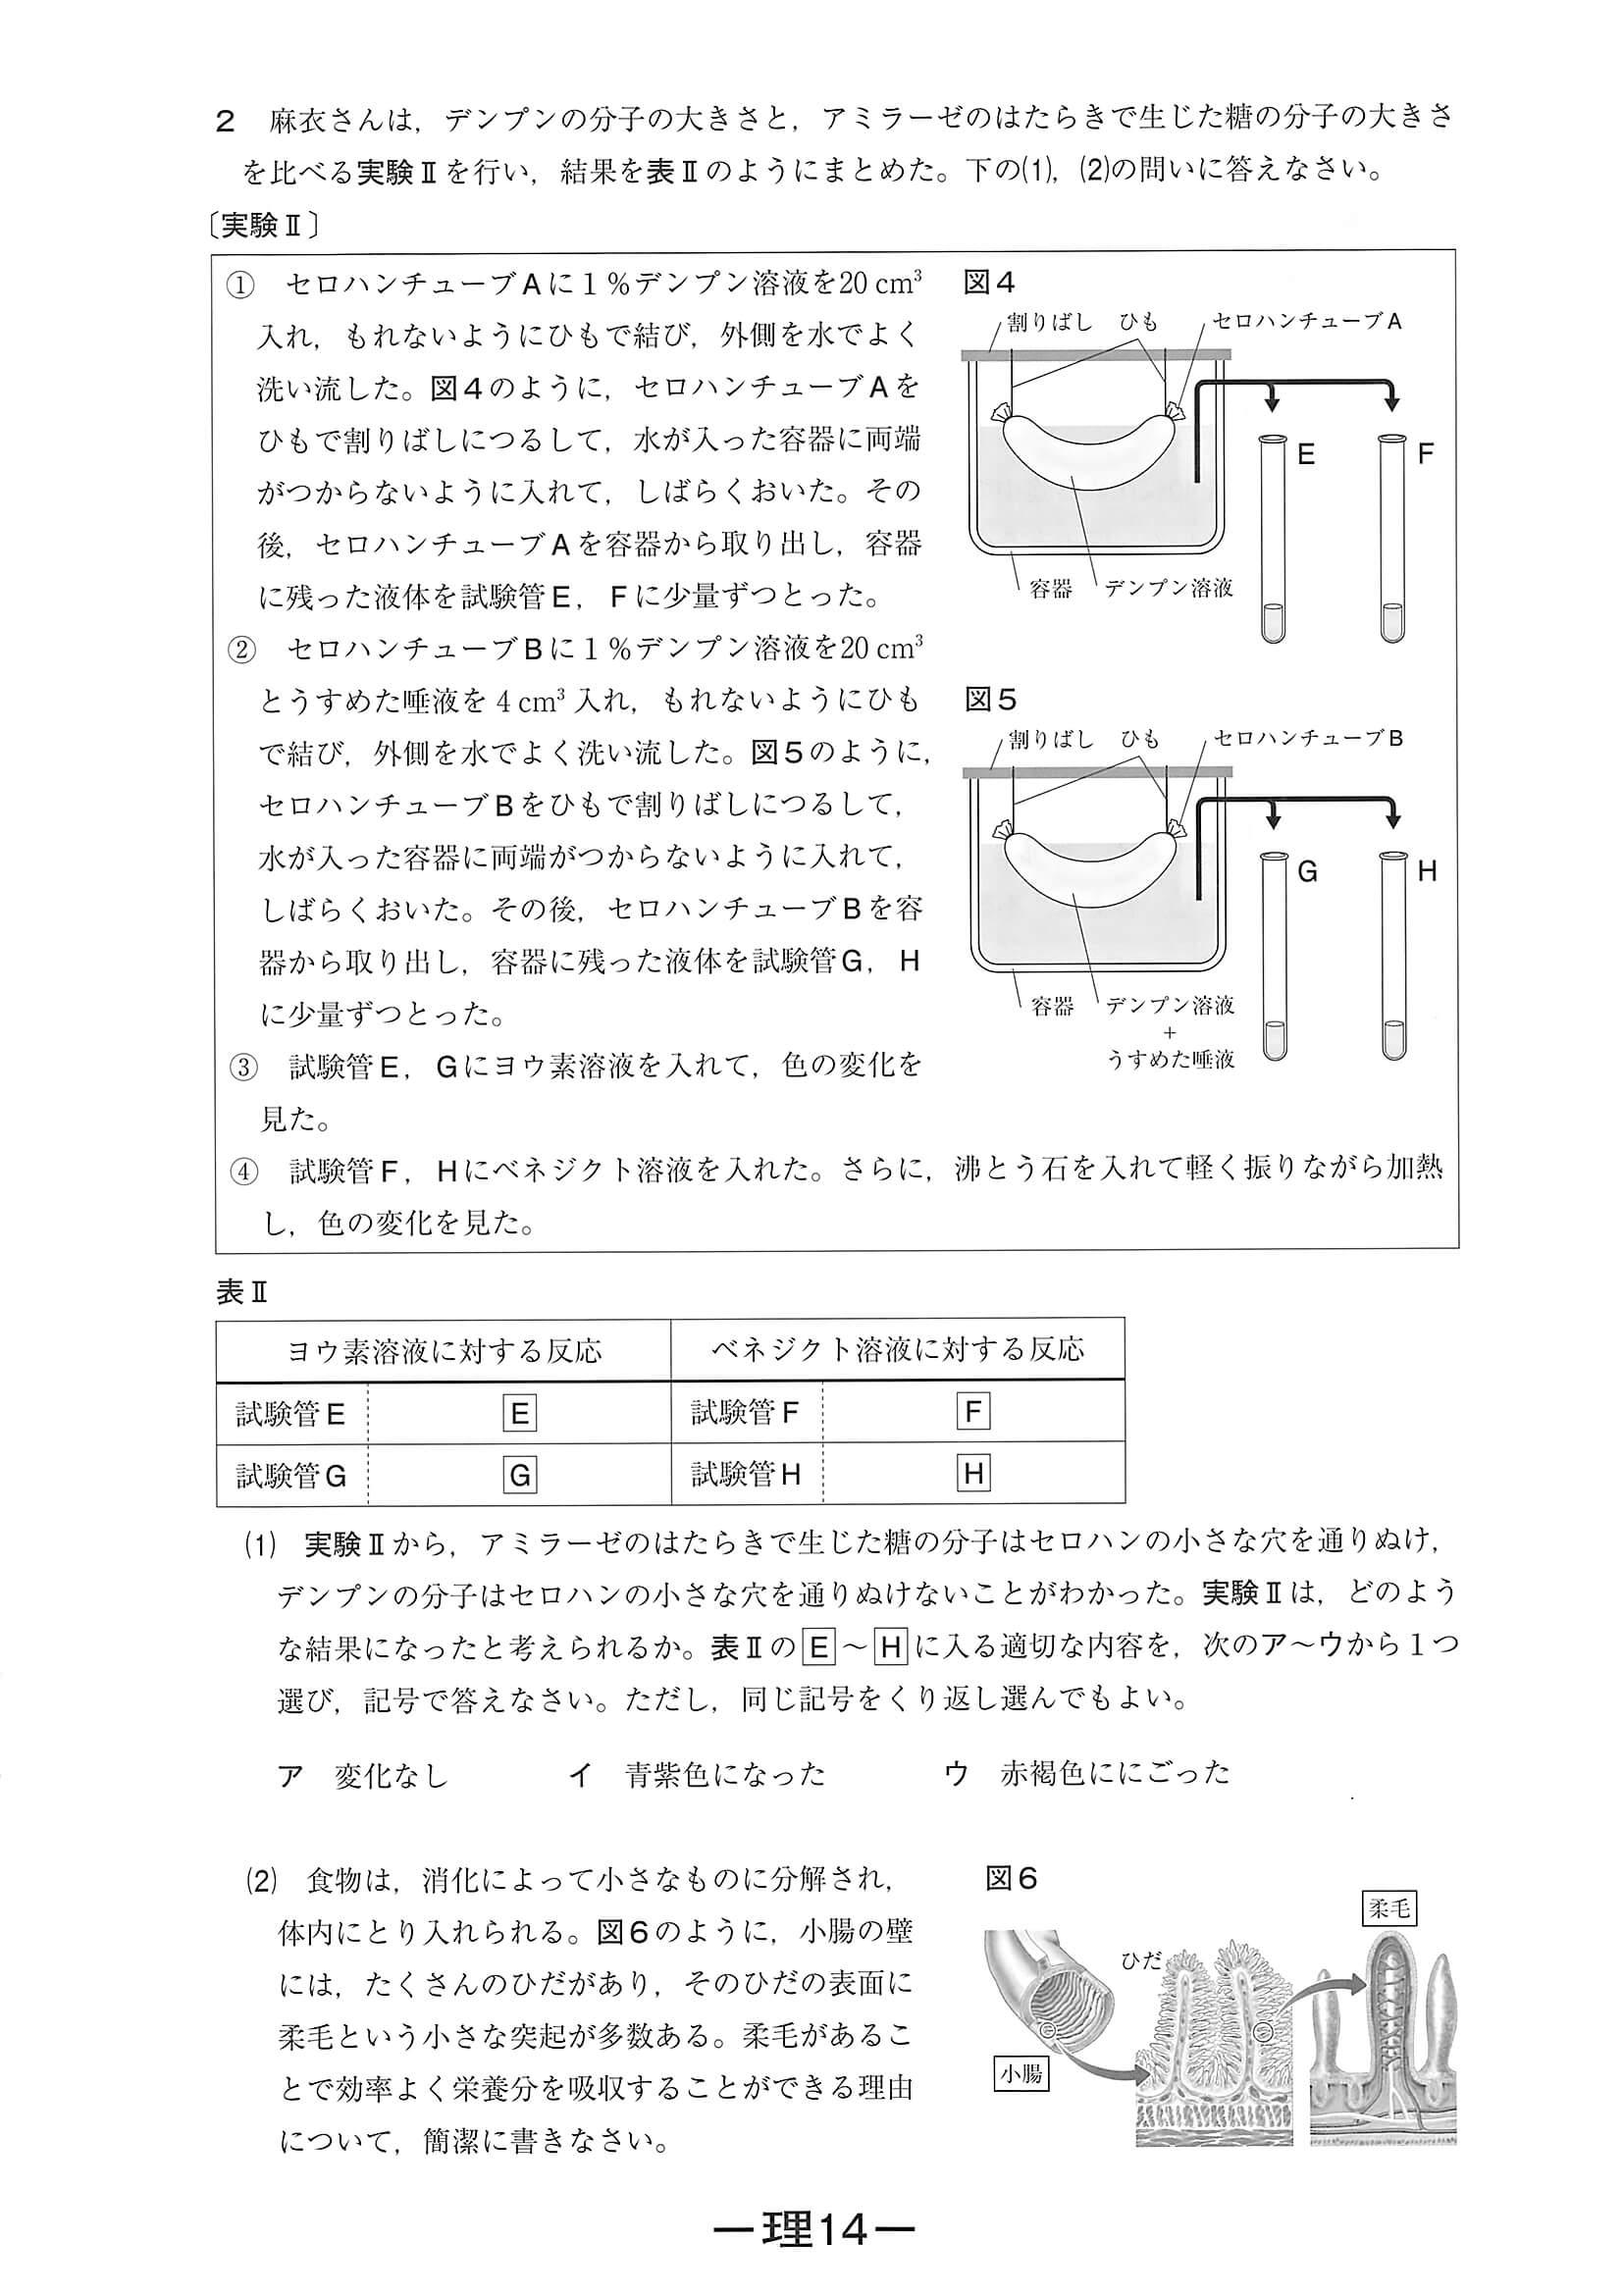 2　麻衣さんは，デンプンの分子の大きさと，アミラーゼのはたらきで生じた糖の分子の大きさ
を比べる実験Ⅱを行い，結果を表Ⅱのようにまとめた。下の(1)，(2)の問いに答えなさい。
〔実験Ⅱ〕
①　セロハンチューブAに1％デンプン溶液を20 cm³
入れ，もれないようにひもで結び，外側を水でよく
洗い流した。図4のように，セロハンチューブAを
ひもで割りばしにつるして，水が入った容器に両端
がつからないように入れて，しばらくおいた。その
後，セロハンチューブAを容器から取り出し，容器
に残った液体を試験管E，Fに少量ずつとった。
②　セロハンチューブBに1％デンプン溶液を20 cm³
とうすめた唾液を4 cm³ 入れ，もれないようにひも
で結び，外側を水でよく洗い流した。図5のように，
セロハンチューブBをひもで割りばしにつるして，
水が入った容器に両端がつからないように入れて，
しばらくおいた。その後，セロハンチューブBを容
器から取り出し，容器に残った液体を試験管G，H
に少量ずつとった。
③　試験管E，Gにヨウ素溶液を入れて，色の変化を
見た。
④　試験管F，Hにベネジクト溶液を入れた。さらに，沸とう石を入れて軽く振りながら加熱
し，色の変化を見た。
図4
割りばし　ひも　セロハンチューブA
E　F
容器　デンプン溶液
図5
割りばし　ひも　セロハンチューブB
G　H
容器　デンプン溶液
+
うすめた唾液
表Ⅱ
ヨウ素溶液に対する反応　ベネジクト溶液に対する反応
試験管E　E　試験管F　F
試験管G　G　試験管H　H
(1)　実験Ⅱから，アミラーゼのはたらきで生じた糖の分子はセロハンの小さな穴を通りぬけ，
デンプンの分子はセロハンの小さな穴を通りぬけないことがわかった。実験Ⅱは，どのよう
な結果になったと考えられるか。表ⅡのE～Hに入る適切な内容を，次のア～ウから1つ
選び，記号で答えなさい。ただし，同じ記号をくり返し選んでもよい。
ア　変化なし　イ　青紫色になった　ウ　赤褐色ににごった
(2)　食物は，消化によって小さなものに分解され，
体内にとり入れられる。図6のように，小腸の壁
には，たくさんのひだがあり，そのひだの表面に
柔毛という小さな突起が多数ある。柔毛があるこ
とで効率よく栄養分を吸収することができる理由
について，簡潔に書きなさい。
図6
柔毛
ひだ
小腸
―理14―